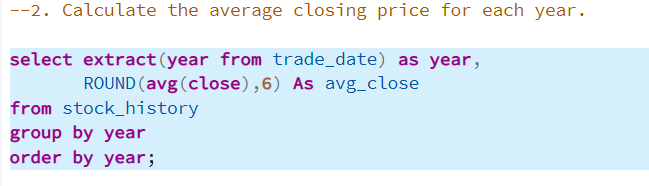 --2. Calculate the average closing price for each year.
select extract(year from trade_date) as year,
ROUND(avg(close),6) As avg_close
from stock_history
group by year
order by year;